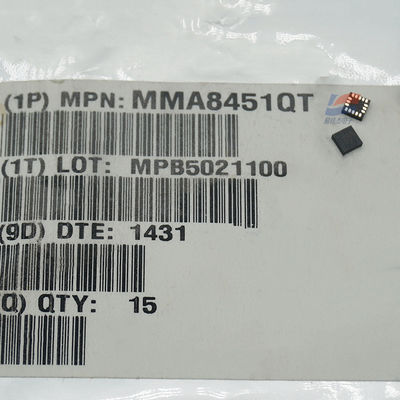 (1P) MPN: MMA8451QT
(1T) LOT: MPB5021100
(9D) DTE: 1431
Q) QTY: 15